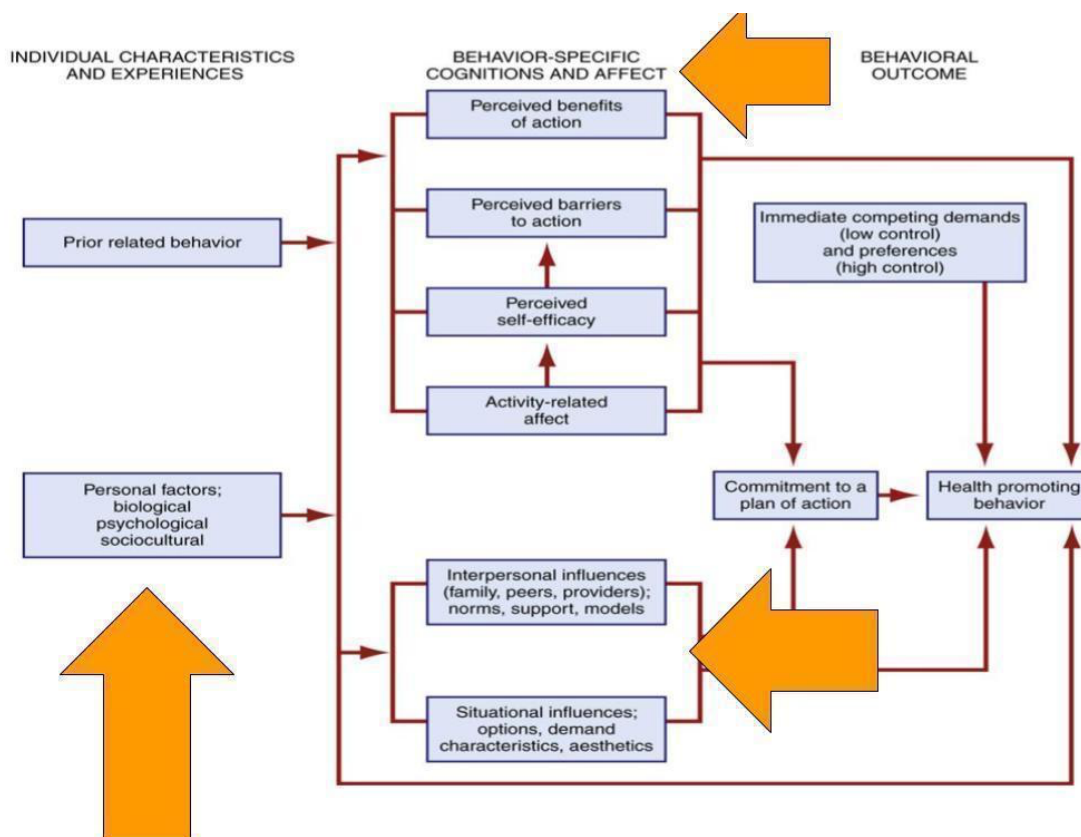 INDIVIDUAL CHARACTERISTICS
AND EXPERIENCES
BEHAVIOR-SPECIFIC
COGNITIONS AND AFFECT
BEHAVIORAL
OUTCOME
Perceived benefits
of action
Prior related behavior
Perceived barriers
to action
Immediate competing demands
(low control)
and preferences
(high control)
Perceived
self-efficacy
Activity-related
affect
Personal factors;
biological
psychological
sociocultural
Commitment to a
plan of action
Health promoting
behavior
Interpersonal influences
(family, peers, providers);
norms, support, models
Situational influences;
options, demand
characteristics, aesthetics